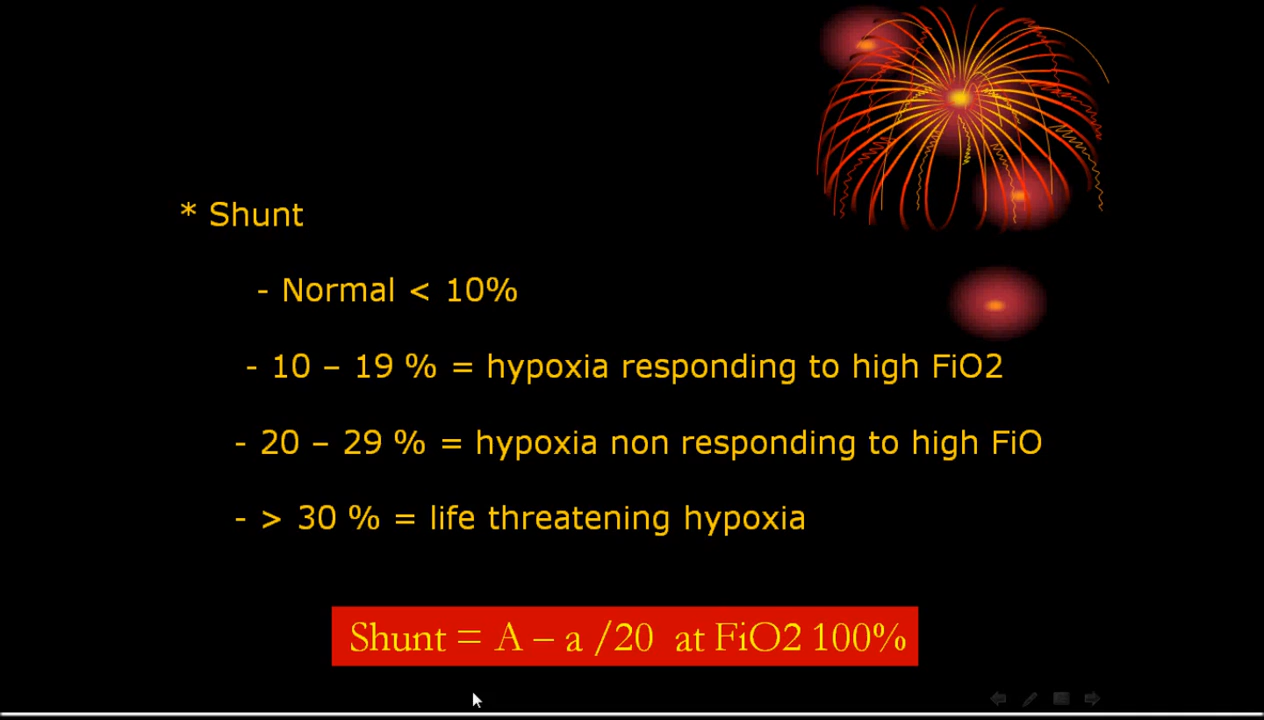 * Shunt
- Normal < 10%
- 10 – 19 % = hypoxia responding to high FiO2
- 20 – 29 % = hypoxia non responding to high FiO
- > 30 % = life threatening hypoxia
Shunt = A – a /20 at FiO2 100%